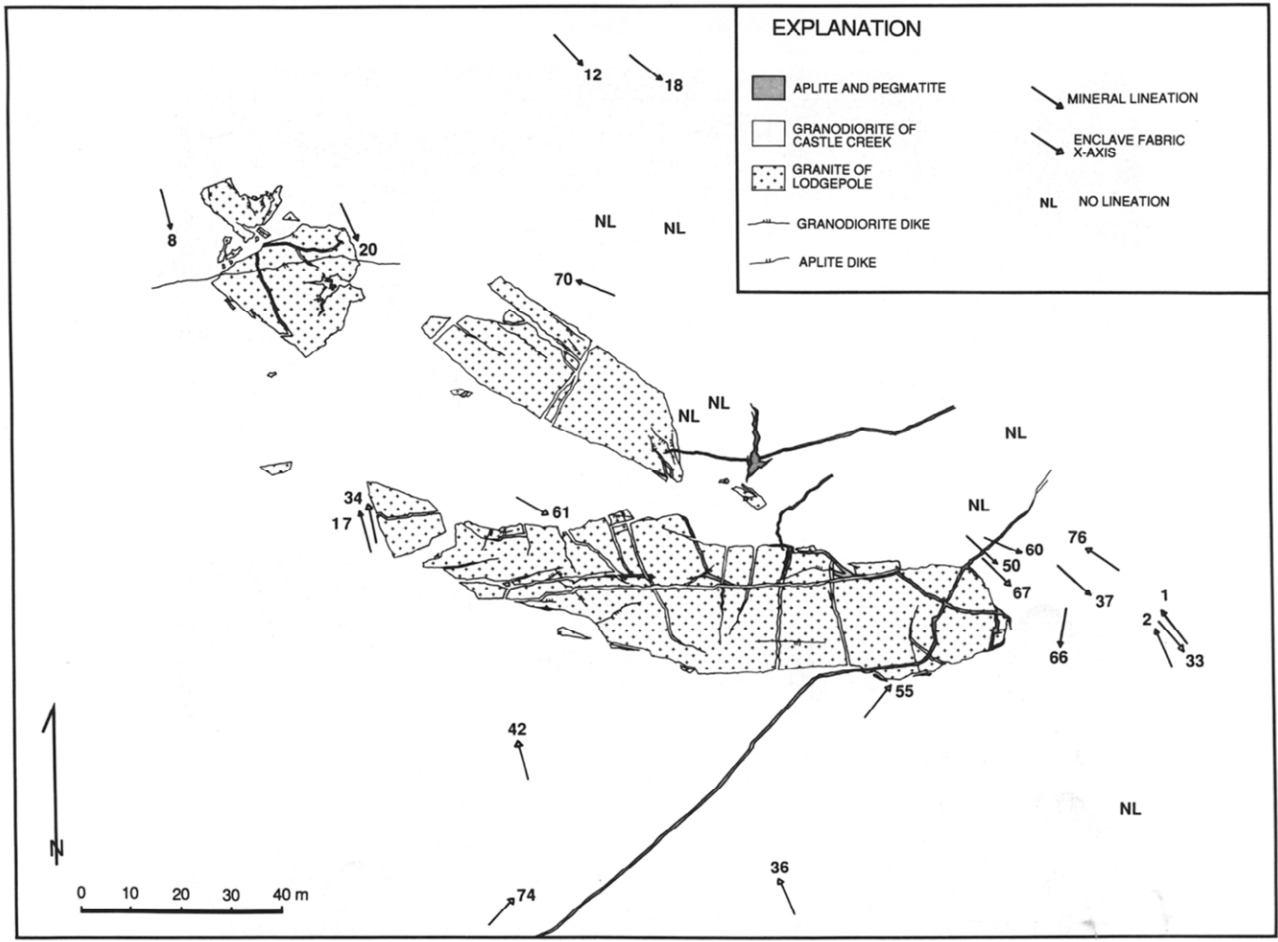 EXPLANATION
APLITE AND PEGMATITE
GRANODIORITE OF
CASTLE CREEK
GRANITE OF
LODGEPOLE
GRANODIORITE DIKE
APLITE DIKE
MINERAL LINEATION
ENCLAVE FABRIC
X-AXIS
NL NO LINEATION
12
18
8
20
NL
NL
70
NL
NL
NL
34
17
61
NL
60
50
67
76
37
1
2
33
66
55
42
NL
36
74
N
0 10 20 30 40 m